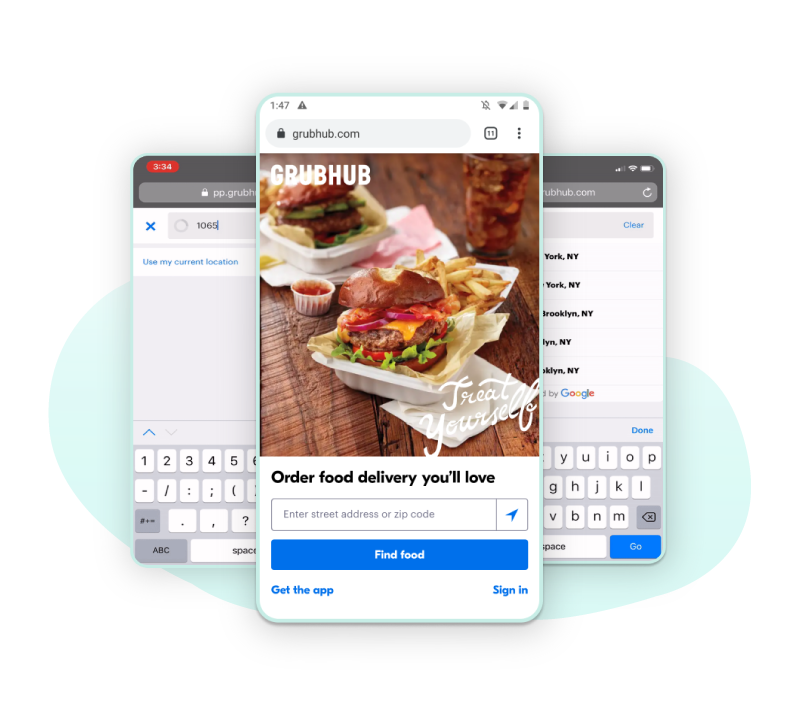 1:47
11
grubhub.com
GRUBHUB
Treat
Yourself
Order food delivery you'll love
Enter street address or zip code
Find food
Get the app
Sign in
3:34
pp.grubh
1065
Use my current location
1 2 3 4 5 6
- / : ; (
#+= . , ?
ABC
space
ubhub.com
Clear
York, NY
York, NY
Brooklyn, NY
lyn, NY
oklyn, NY
d by Google
Done
y u i o p
g h j k l
v b n m
space
Go